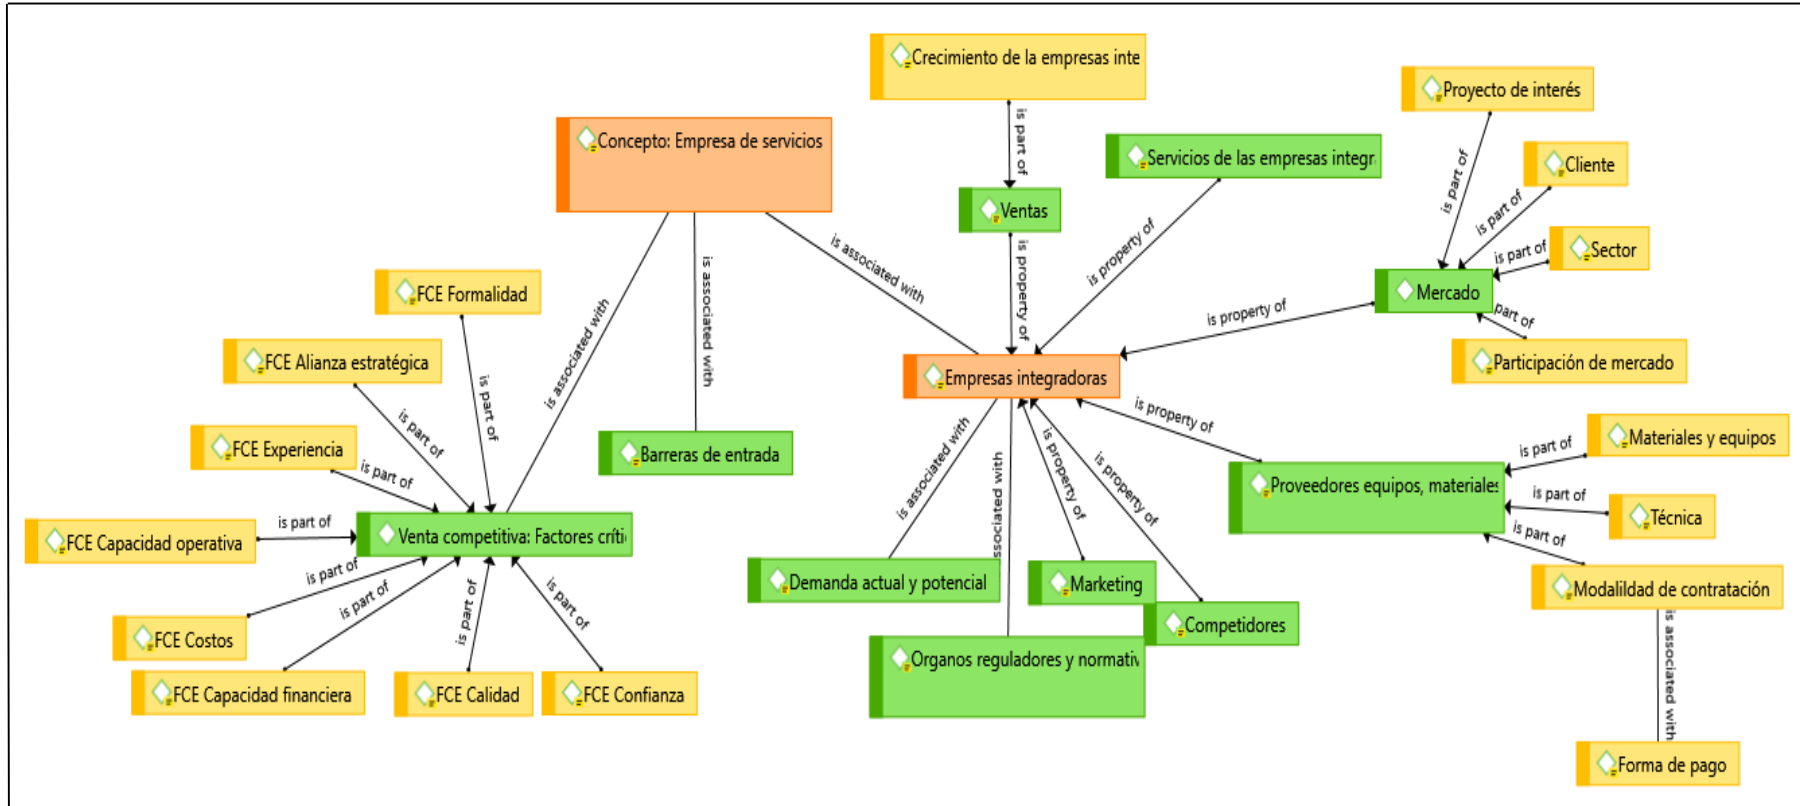 Crecimiento de la empresas inte
Proyecto de interés
Concepto: Empresa de servicios
is part of
Servicios de las empresas integr
is part of
Cliente
Ventas
is part of
is property of
is associated with
is property of
is part of
Sector
FCE Formalidad
is associated with
Mercado
is property of
part of
is associated with
FCE Alianza estratégica
Participación de mercado
Empresas integradoras
is part of
is property of
is part of
FCE Experiencia
is part of
Barreras de entrada
is associated with
is property of
is property of
is part of
Materiales y equipos
Proveedores equipos, materiales
is part of
Técnica
is part of
FCE Capacidad operativa
is part of
Venta competitiva: Factores críti
ssociated with
is part of
is part of
is part of
is part of
Demanda actual y potencial
Marketing
Modalildad de contratación
Competidores
FCE Costos
Organos reguladores y normativ
is associated with
FCE Capacidad financiera
FCE Calidad
FCE Confianza
Forma de pago